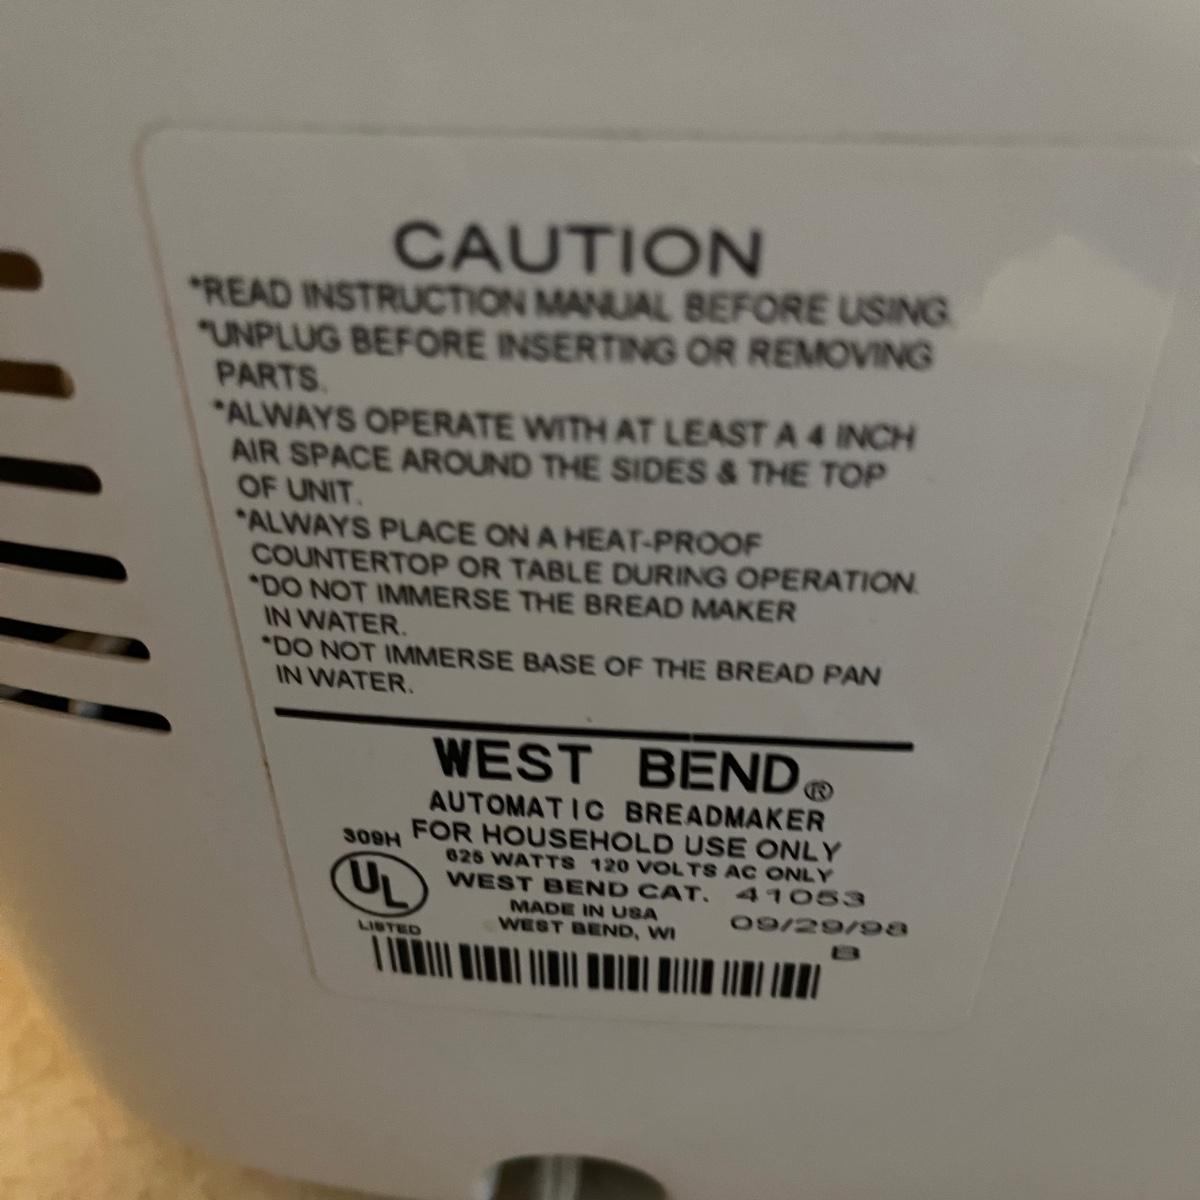 CAUTION
*READ INSTRUCTION MANUAL BEFORE USING.
*UNPLUG BEFORE INSERTING OR REMOVING
PARTS.
*ALWAYS OPERATE WITH AT LEAST A 4 INCH
AIR SPACE AROUND THE SIDES & THE TOP
OF UNIT.
*ALWAYS PLACE ON A HEAT-PROOF
COUNTERTOP OR TABLE DURING OPERATION.
*DO NOT IMMERSE THE BREAD MAKER
IN WATER.
*DO NOT IMMERSE BASE OF THE BREAD PAN
IN WATER.
WEST BEND®
AUTOMATIC BREADMAKER
309H FOR HOUSEHOLD USE ONLY
625 WATTS 120 VOLTS AC ONLY
UL WEST BEND CAT. 41053
MADE IN USA
WEST BEND, WI 09/29/98
LISTED
B